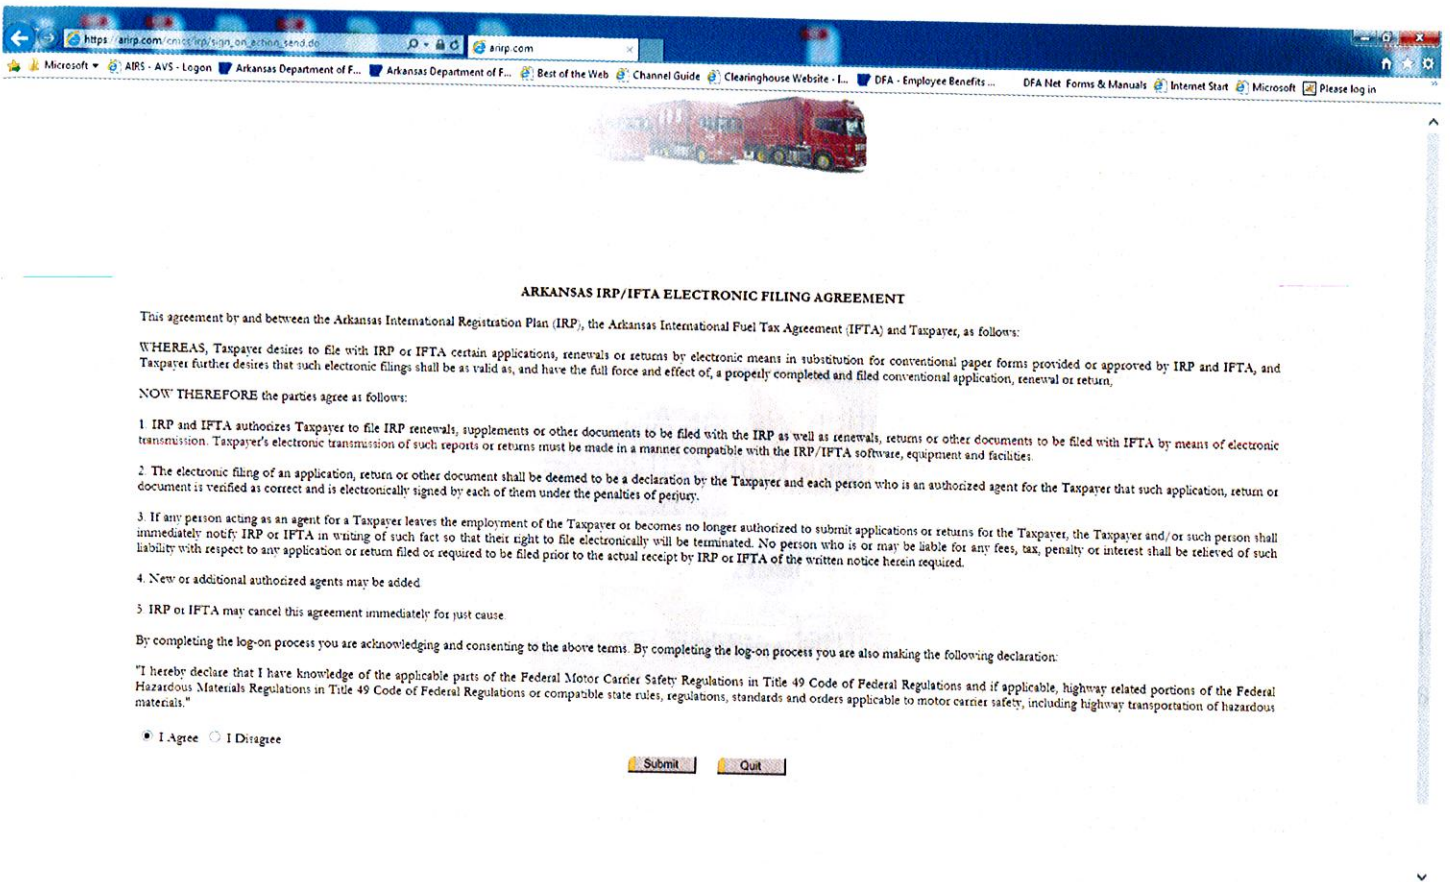 https://arirp.com/cmcs/irp/sign_on_action_send.do
arirp.com
Microsoft AIRS - AVS - Logon Arkansas Department of F... Arkansas Department of F... Best of the Web Channel Guide Clearinghouse Website - I... DFA - Employee Benefits ... DFA Net Forms & Manuals Internet Start Microsoft Please log in
ARKANSAS IRP/IFTA ELECTRONIC FILING AGREEMENT
This agreement by and between the Arkansas International Registration Plan (IRP), the Arkansas International Fuel Tax Agreement (IFTA) and Taxpayer, as follows:
WHEREAS, Taxpayer desires to file with IRP or IFTA certain applications, renewals or returns by electronic means in substitution for conventional paper forms provided or approved by IRP and IFTA, and
Taxpayer further desires that such electronic filings shall be as valid as, and have the full force and effect of, a properly completed and filed conventional application, renewal or return,
NOW THEREFORE the parties agree as follows:
1. IRP and IFTA authorizes Taxpayer to file IRP renewals, supplements or other documents to be filed with the IRP as well as renewals, returns or other documents to be filed with IFTA by means of electronic
transmission. Taxpayer's electronic transmission of such reports or returns must be made in a manner compatible with the IRP/IFTA software, equipment and facilities.
2. The electronic filing of an application, return or other document shall be deemed to be a declaration by the Taxpayer and each person who is an authorized agent for the Taxpayer that such application, return or
document is verified as correct and is electronically signed by each of them under the penalties of perjury.
3. If any person acting as an agent for a Taxpayer leaves the employment of the Taxpayer or becomes no longer authorized to submit applications or returns for the Taxpayer, the Taxpayer and/or such person shall
immediately notify IRP or IFTA in writing of such fact so that their right to file electronically will be terminated. No person who is or may be liable for any fees, tax, penalty or interest shall be relieved of such
liability with respect to any application or return filed or required to be filed prior to the actual receipt by IRP or IFTA of the written notice herein required.
4. New or additional authorized agents may be added
5. IRP or IFTA may cancel this agreement immediately for just cause.
By completing the log-on process you are acknowledging and consenting to the above terms. By completing the log-on process you are also making the following declaration:
"I hereby declare that I have knowledge of the applicable parts of the Federal Motor Carrier Safety Regulations in Title 49 Code of Federal Regulations and if applicable, highway related portions of the Federal
Hazardous Materials Regulations in Title 49 Code of Federal Regulations or compatible state rules, regulations, standards and orders applicable to motor carrier safety, including highway transportation of hazardous
materials."
I Agree I Disagree
Submit Quit